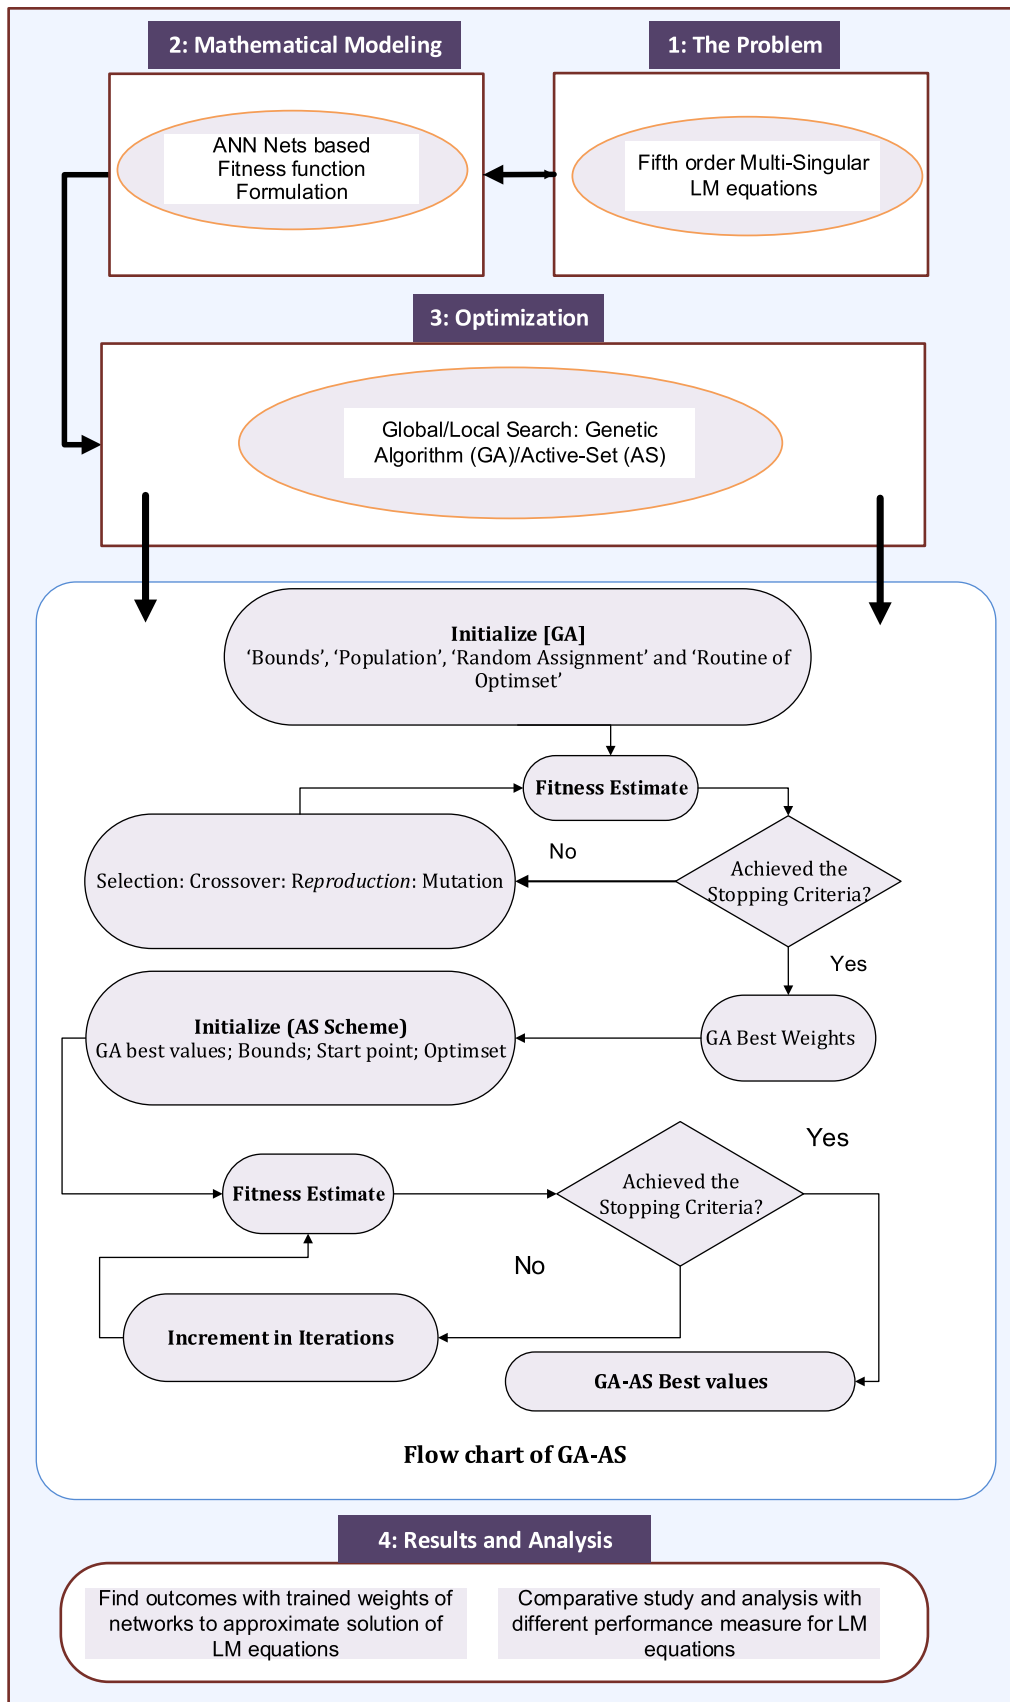 2: Mathematical Modeling
1: The Problem
ANN Nets based
Fitness function
Formulation
Fifth order Multi-Singular
LM equations
3: Optimization
Global/Local Search: Genetic
Algorithm (GA)/Active-Set (AS)
Initialize [GA]
‘Bounds’, ‘Population’, ‘Random Assignment’ and ‘Routine of
Optimset’
Fitness Estimate
No
Achieved the
Stopping Criteria?
Selection: Crossover: Reproduction: Mutation
Yes
Initialize (AS Scheme)
GA best values; Bounds; Start point; Optimset
GA Best Weights
Yes
Fitness Estimate
Achieved the
Stopping Criteria?
No
Increment in Iterations
GA-AS Best values
Flow chart of GA-AS
4: Results and Analysis
Find outcomes with trained weights of
networks to approximate solution of
LM equations
Comparative study and analysis with
different performance measure for LM
equations